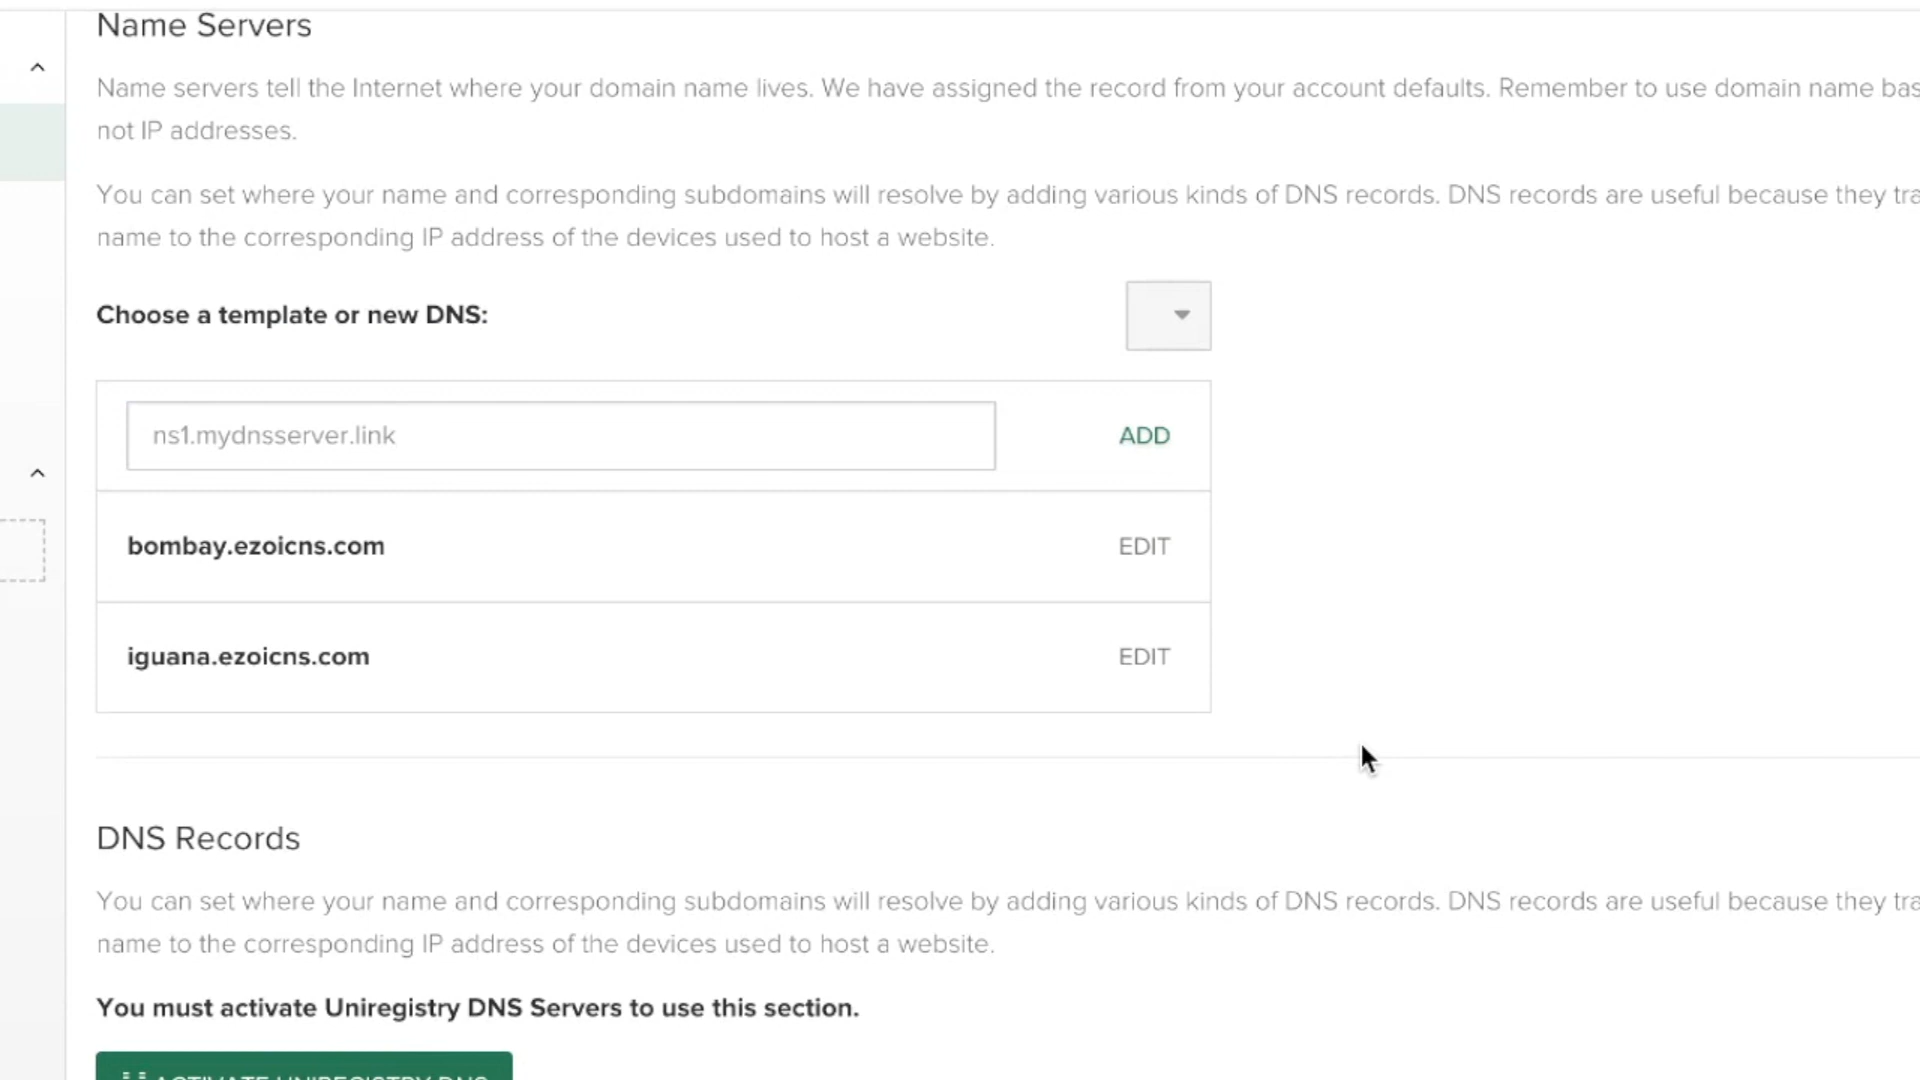 Name Servers
Name servers tell the Internet where your domain name lives. We have assigned the record from your account defaults. Remember to use domain name
not IP addresses.
You can set where your name and corresponding subdomains will resolve by adding various kinds of DNS records. DNS records are useful because they
name to the corresponding IP address of the devices used to host a website.
Choose a template or new DNS:
ns1.mydnsserver.link
ADD
bombay.ezoicns.com
EDIT
iguana.ezoicns.com
EDIT
DNS Records
You can set where your name and corresponding subdomains will resolve by adding various kinds of DNS records. DNS records are useful because they
name to the corresponding IP address of the devices used to host a website.
You must activate Uniregistry DNS Servers to use this section.
ACTIVATE UNIREGISTRY DNS